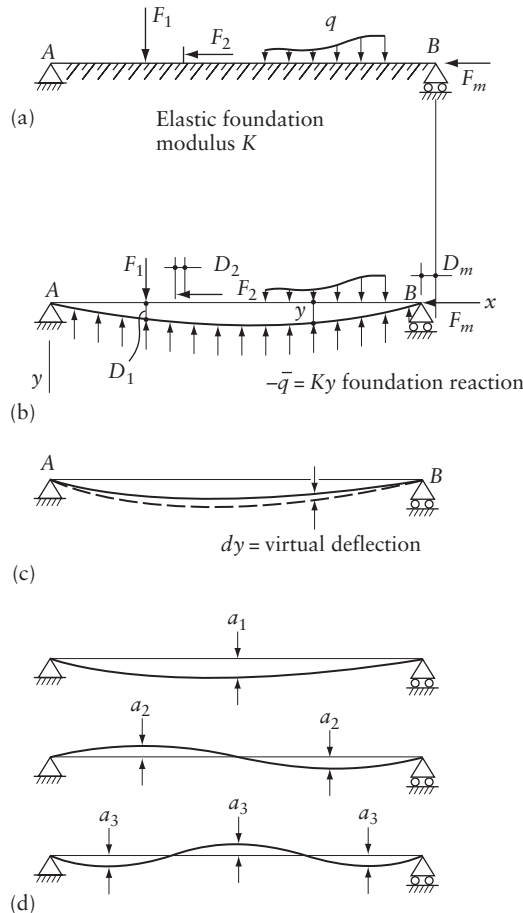 F₁
F₂
q
A
B
Fₘ
(a)
Elastic foundation
modulus K
F₁
D₂
F₂
Dₘ
A
B
x
y
Fₘ
D₁
y
−q̄ = Ky foundation reaction
(b)
A
B
dy = virtual deflection
(c)
a₁
a₂
a₂
a₃
a₃
a₃
(d)